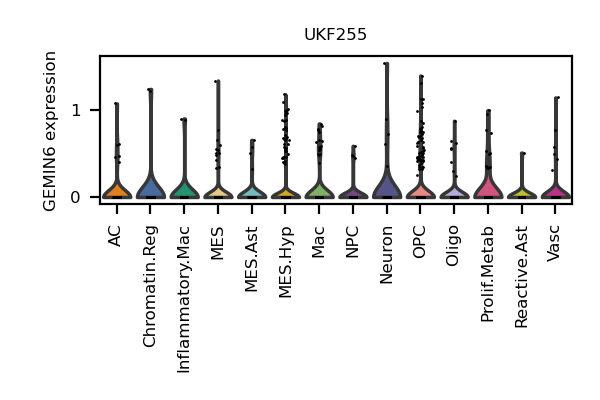 UKF255
GEMIN6 expression
1
0
AC
Chromatin.Reg
Inflammatory.Mac
MES
MES.Ast
MES.Hyp
Mac
NPC
Neuron
OPC
Oligo
Prolif.Metab
Reactive.Ast
Vasc